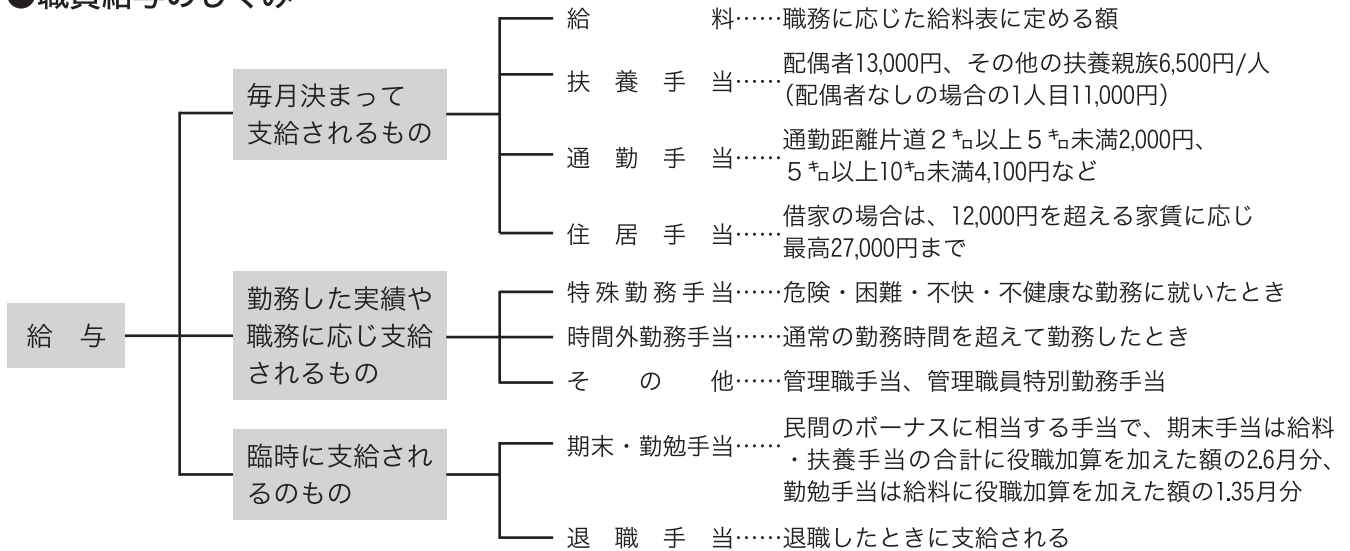 ●職員給与のしくみ
給料……職務に応じた給料表に定める額
毎月決まって
支給されるもの
扶養手当……配偶者13,000円、その他の扶養親族6,500円/人
（配偶者なしの場合の1人目11,000円）
通勤手当……通勤距離片道２㌔以上５㌔未満2,000円、
５㌔以上10㌔未満4,100円など
住居手当……借家の場合は、12,000円を超える家賃に応じ
最高27,000円まで
給与
勤務した実績や
職務に応じ支給
されるもの
特殊勤務手当……危険・困難・不快・不健康な勤務に就いたとき
時間外勤務手当……通常の勤務時間を超えて勤務したとき
その他……管理職手当、管理職員特別勤務手当
臨時に支給され
るのもの
期末・勤勉手当……民間のボーナスに相当する手当で、期末手当は給料
・扶養手当の合計に役職加算を加えた額の2.6月分、
勤勉手当は給料に役職加算を加えた額の1.35月分
退職手当……退職したときに支給される